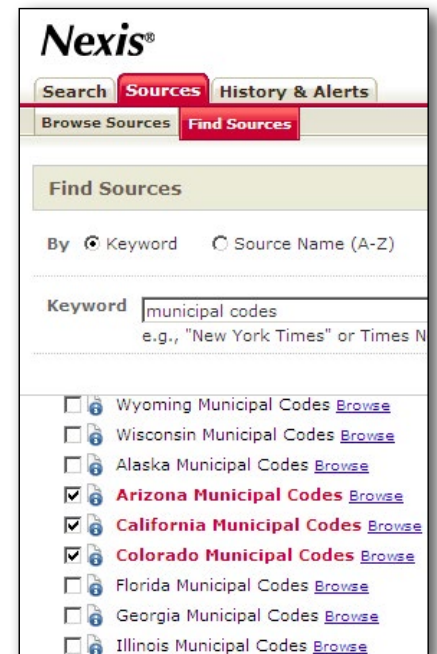 Nexis®
Search Sources History & Alerts
Browse Sources Find Sources
Find Sources
By Keyword Source Name (A-Z)
Keyword municipal codes
e.g., "New York Times" or Times N
Wyoming Municipal Codes Browse
Wisconsin Municipal Codes Browse
Alaska Municipal Codes Browse
Arizona Municipal Codes Browse
California Municipal Codes Browse
Colorado Municipal Codes Browse
Florida Municipal Codes Browse
Georgia Municipal Codes Browse
Illinois Municipal Codes Browse